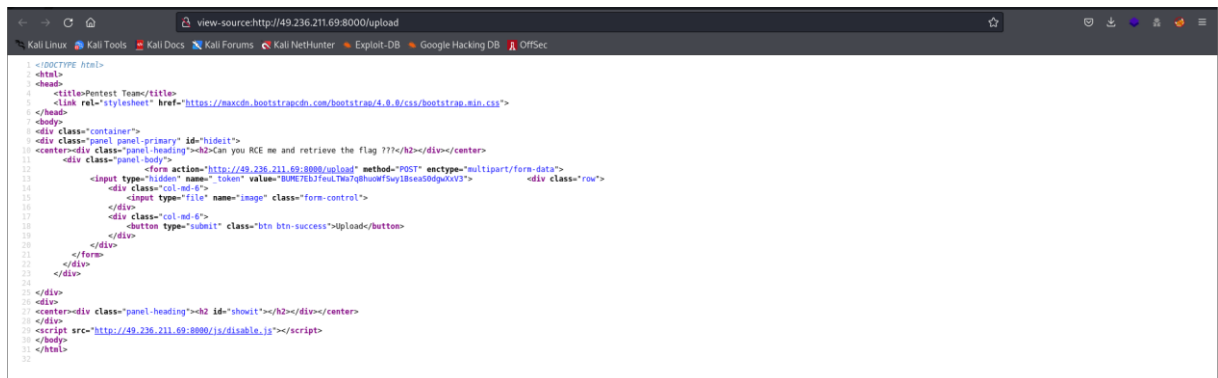 view-source:http://49.236.211.69:8000/upload
Kali Linux Kali Tools Kali Docs Kali Forums Kali NetHunter Exploit-DB Google Hacking DB OffSec
1 <!DOCTYPE html>
2 <html>
3 <head>
4 <title>Pentest Team</title>
5 <link rel="stylesheet" href="https://maxcdn.bootstrapcdn.com/bootstrap/4.0.0/css/bootstrap.min.css">
6 </head>
7 <body>
8 <div class="container">
9 <div class="panel panel-primary" id="hideit">
10 <center><div class="panel-heading"><h2>Can you RCE me and retrieve the flag ???</h2></div></center>
11 <div class="panel-body">
12 <form action="http://49.236.211.69:8000/upload" method="POST" enctype="multipart/form-data">
13 <input type="hidden" name="_token" value="BUME7EbJfeuLTWa7q8huoWfSwy1BseaS0dgwXxV3"> <div class="row">
14 <div class="col-md-6">
15 <input type="file" name="image" class="form-control">
16 </div>
17 <div class="col-md-6">
18 <button type="submit" class="btn btn-success">Upload</button>
19 </div>
20 </div>
21 </form>
22 </div>
23 </div>
24
25 </div>
26 <div>
27 <center><div class="panel-heading"><h2 id="showit"></h2></div></center>
28 </div>
29 <script src="http://49.236.211.69:8000/js/disable.js"></script>
30 </body>
31 </html>
32